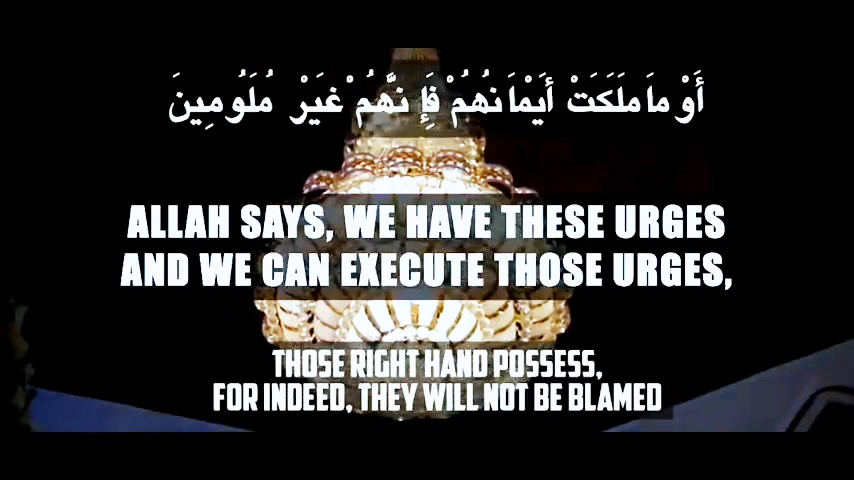 أَوْ مَا مَلَكَتْ أَيْمَانُهُمْ فَإِنَّهُمْ غَيْرُ مَلُومِينَ
ALLAH SAYS, WE HAVE THESE URGES
AND WE CAN EXECUTE THOSE URGES,
THOSE RIGHT HAND POSSESS,
FOR INDEED, THEY WILL NOT BE BLAMED